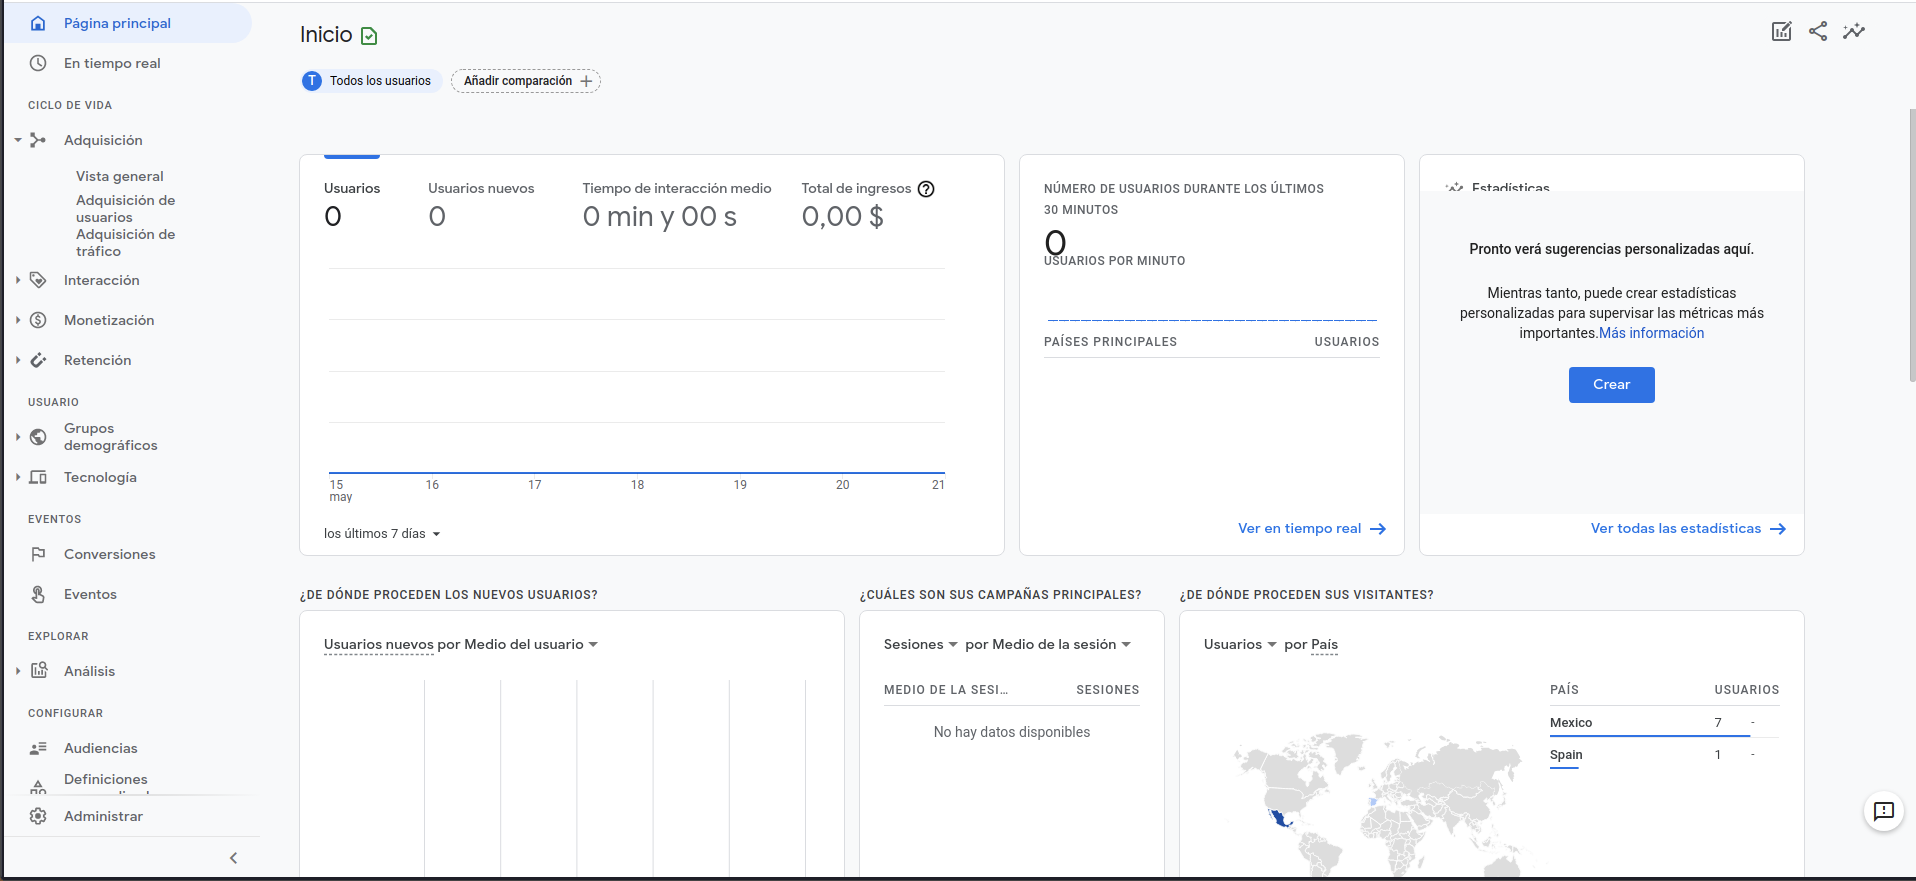 Página principal
En tiempo real
CICLO DE VIDA
Adquisición
Vista general
Adquisición de
usuarios
Adquisición de
tráfico
Interacción
Monetización
Retención
USUARIO
Grupos
demográficos
Tecnología
EVENTOS
Conversiones
Eventos
EXPLORAR
Análisis
CONFIGURAR
Audiencias
Definiciones
Administrar
Inicio
T Todos los usuarios
Añadir comparación
Usuarios
0
Usuarios nuevos
0
Tiempo de interacción medio
0 min y 00 s
Total de ingresos
0,00 $
15 16 17 18 19 20 21
may
los últimos 7 días
NÚMERO DE USUARIOS DURANTE LOS ÚLTIMOS
30 MINUTOS
0
USUARIOS POR MINUTO
PAÍSES PRINCIPALES USUARIOS
Ver en tiempo real
Estadísticas
Pronto verá sugerencias personalizadas aquí.
Mientras tanto, puede crear estadísticas
personalizadas para supervisar las métricas más
importantes.Más información
Crear
Ver todas las estadísticas
¿DE DÓNDE PROCEDEN LOS NUEVOS USUARIOS?
Usuarios nuevos por Medio del usuario
¿CUÁLES SON SUS CAMPAÑAS PRINCIPALES?
Sesiones por Medio de la sesión
MEDIO DE LA SESI... SESIONES
No hay datos disponibles
¿DE DÓNDE PROCEDEN SUS VISITANTES?
Usuarios por País
PAÍS USUARIOS
Mexico 7 -
Spain 1 -